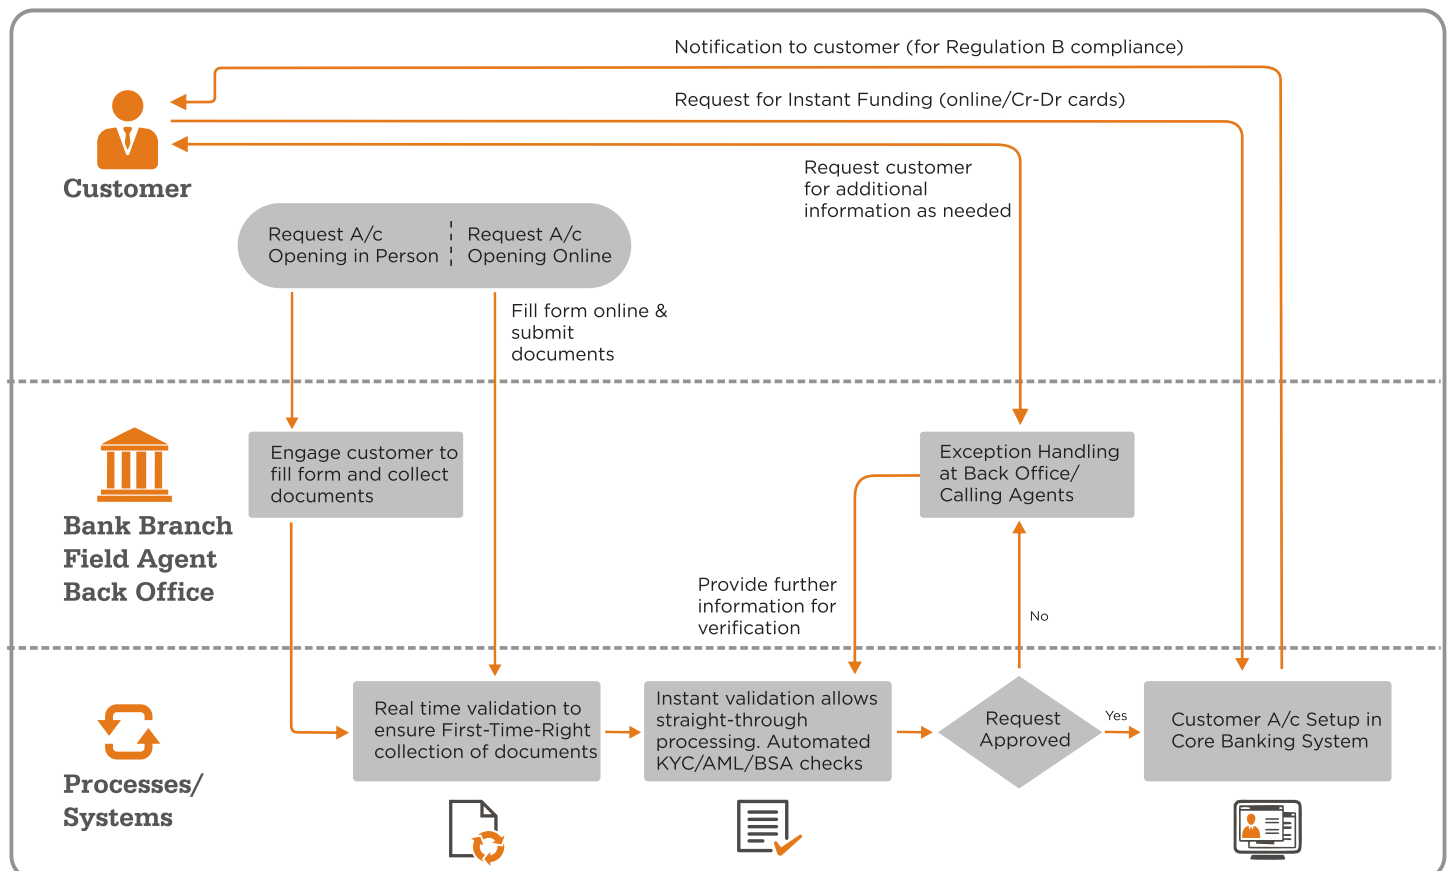 Notification to customer (for Regulation B compliance)
Request for Instant Funding (online/Cr-Dr cards)
Customer
Request customer
for additional
information as needed
Request A/c
Opening in Person
Request A/c
Opening Online
Fill form online &
submit
documents
Bank Branch
Field Agent
Back Office
Engage customer to
fill form and collect
documents
Exception Handling
at Back Office/
Calling Agents
Provide further
information for
verification
No
Processes/
Systems
Real time validation to
ensure First-Time-Right
collection of documents
Instant validation allows
straight-through
processing. Automated
KYC/AML/BSA checks
Request
Approved
Yes
Customer A/c Setup in
Core Banking System